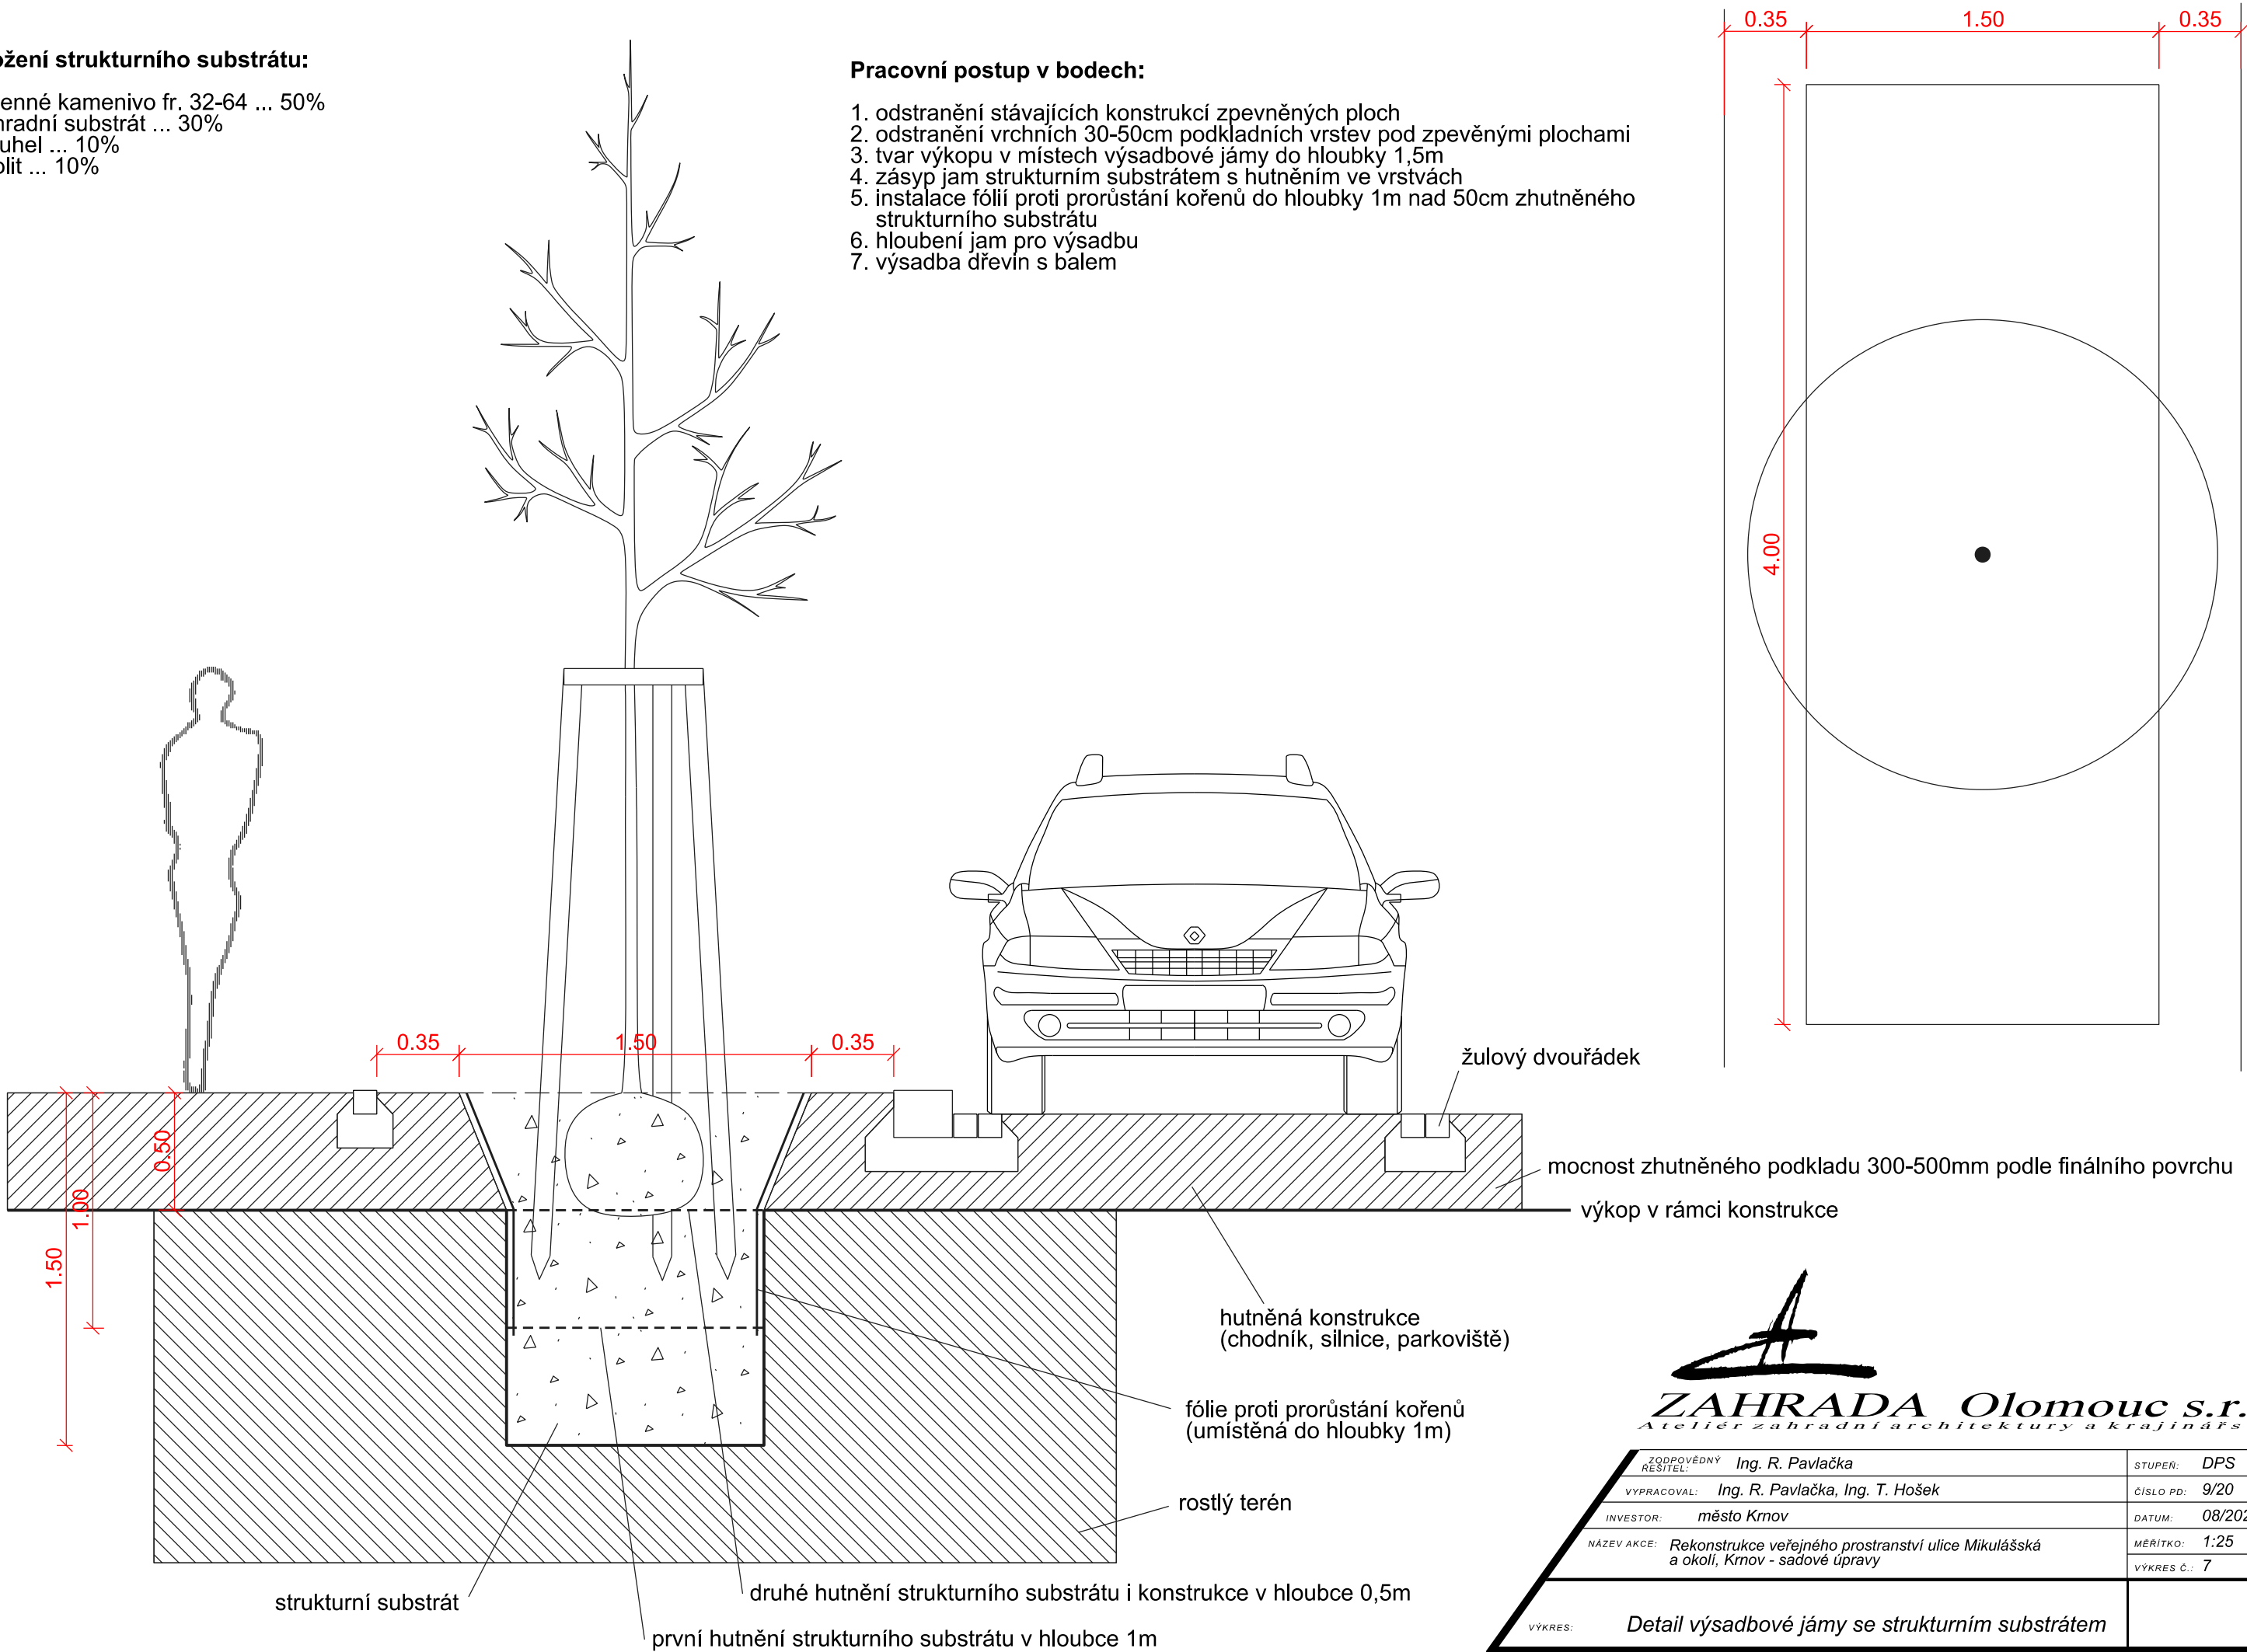 ožení strukturního substrátu:
enné kamenivo fr. 32-64 ... 50%
hradní substrát ... 30%
uhel ... 10%
olit ... 10%
Pracovní postup v bodech:
1. odstranění stávajících konstrukcí zpevněných ploch
2. odstranění vrchních 30-50cm podkladních vrstev pod zpevěnými plochami
3. tvar výkopu v místech výsadbové jámy do hloubky 1,5m
4. zásyp jam strukturním substrátem s hutněním ve vrstvách
5. instalace fólií proti prorůstání kořenů do hloubky 1m nad 50cm zhutněného
strukturního substrátu
6. hloubení jam pro výsadbu
7. výsadba dřevin s balem
0.35 1.50 0.35
4.00
0.35 1.50 0.35
0.50
1.00
1.50
žulový dvouřádek
mocnost zhutněného podkladu 300-500mm podle finálního povrchu
výkop v rámci konstrukce
hutněná konstrukce
(chodník, silnice, parkoviště)
fólie proti prorůstání kořenů
(umístěná do hloubky 1m)
rostlý terén
druhé hutnění strukturního substrátu i konstrukce v hloubce 0,5m
strukturní substrát
první hutnění strukturního substrátu v hloubce 1m
ZAHRADA Olomouc s.r.
Ateliér zahradní architektury a krajinářs
ZODPOVĚDNÝ
ŘEŠITEL: Ing. R. Pavlačka
STUPEŇ: DPS
VYPRACOVAL: Ing. R. Pavlačka, Ing. T. Hošek
ČÍSLO PD: 9/20
INVESTOR: město Krnov
DATUM: 08/202
NÁZEV AKCE: Rekonstrukce veřejného prostranství ulice Mikulášská
a okolí, Krnov - sadové úpravy
MĚŘÍTKO: 1:25
VÝKRES Č.: 7
VÝKRES: Detail výsadbové jámy se strukturním substrátem